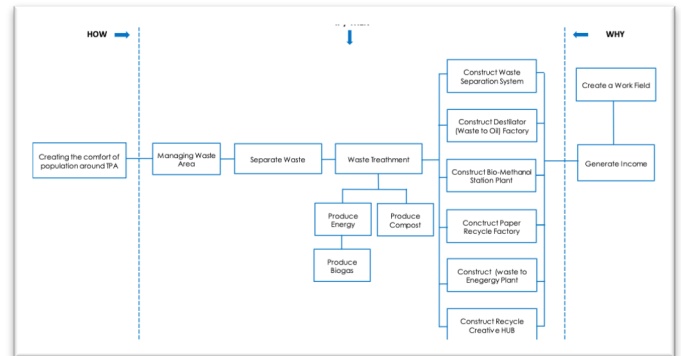 HOW
WHY
Creating the comfort of
population around TPA
Managing Waste
Area
Separate Waste
Waste Treatment
Produce
Energy
Produce
Compost
Produce
Biogas
Construct Waste
Separation System
Construct Destilator
(Waste to Oil) Factory
Construct Bio-Methanol
Station Plant
Conctruct Paper
Recycle Factory
Construct (waste to
Enegergy Plant
Construct Recycle
Creative HUB
Create a Work Field
Generate Income